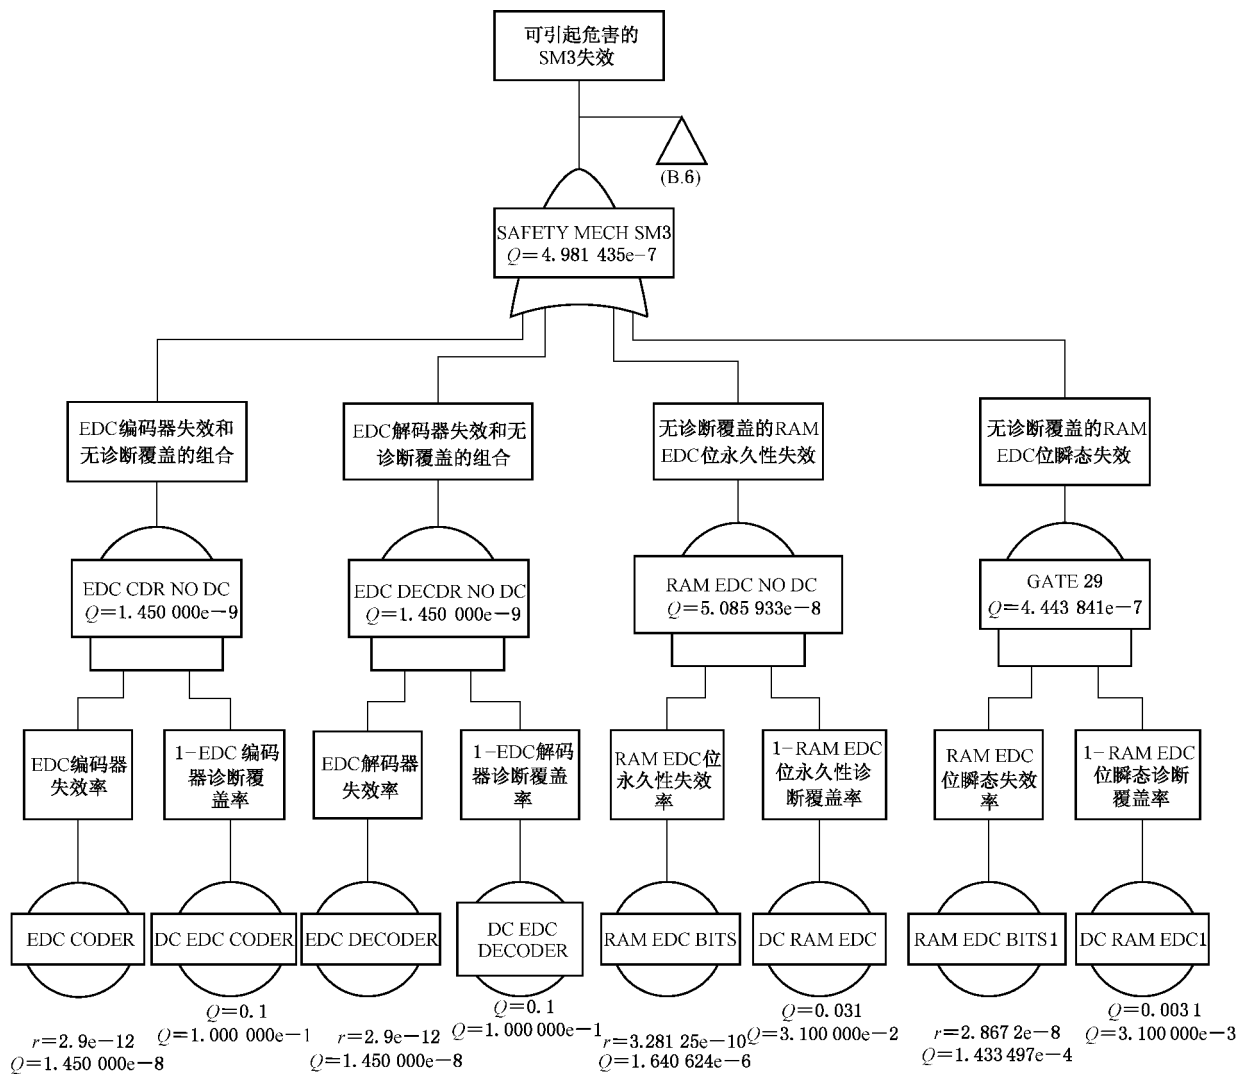 可引起危害的
SM3失效
(B.6)
SAFETY MECH SM3
Q=4.981 435e-7
EDC编码器失效和
无诊断覆盖的组合
EDC解码器失效和无
诊断覆盖的组合
无诊断覆盖的RAM
EDC位永久性失效
无诊断覆盖的RAM
EDC位瞬态失效
EDC CDR NO DC
Q=1.450 000e-9
EDC DECDR NO DC
Q=1.450 000e-9
RAM EDC NO DC
Q=5.085 933e-8
GATE 29
Q=4.443 841e-7
EDC编码器
失效率
1-EDC 编码
器诊断覆
盖率
EDC解码器
失效率
1-EDC解码
器诊断覆盖
率
RAM EDC位
永久性失效
率
1-RAM EDC
位永久性诊
断覆盖率
RAM EDC
位瞬态失效
率
1-RAM EDC
位瞬态诊断
覆盖率
EDC CODER
DC EDC CODER
EDC DECODER
DC EDC
DECODER
RAM EDC BITS
DC RAM EDC
RAM EDC BITS1
DC RAM EDC1
r=2.9e-12
Q=1.450 000e-8
Q=0.1
Q=1.000 000e-1
r=2.9e-12
Q=1.450 000e-8
Q=0.1
Q=1.000 000e-1
r=3.281 25e-10
Q=1.640 624e-6
Q=0.031
Q=3.100 000e-2
r=2.867 2e-8
Q=1.433 497e-4
Q=0.003 1
Q=3.100 000e-3